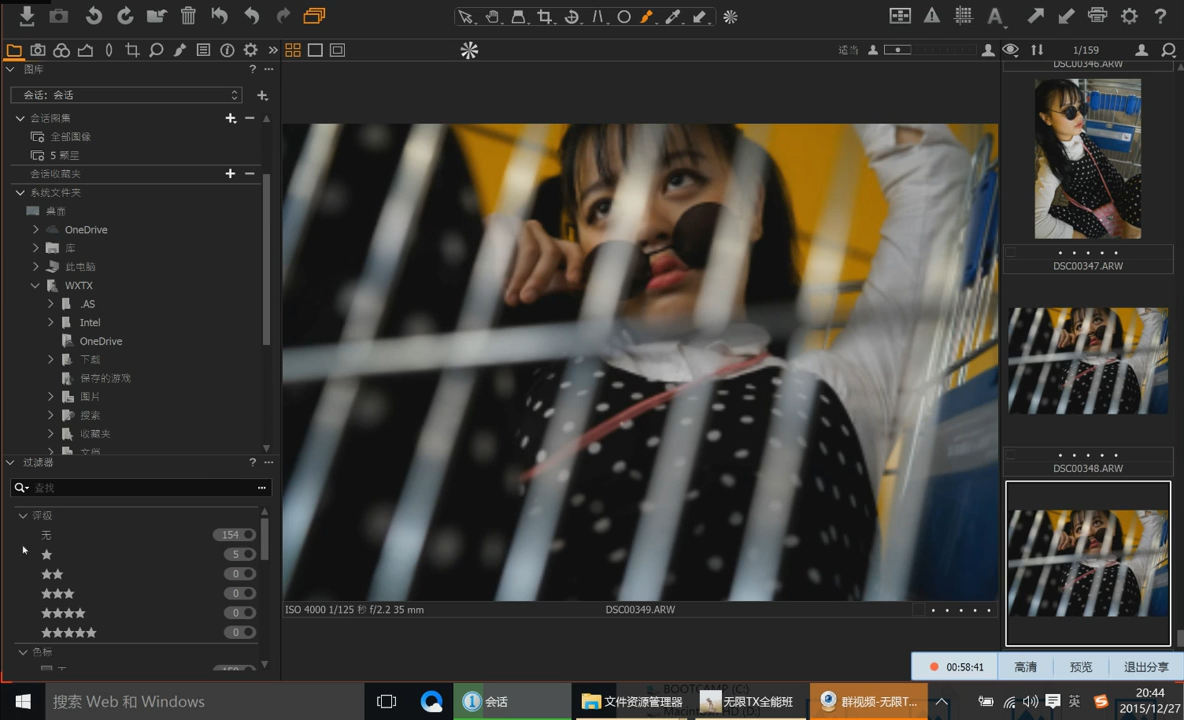 适当
1/159
图库
?
会话: 会话
会话图集
全部图像
5 颗星
会话收藏夹
系统文件夹
桌面
OneDrive
库
此电脑
WXTX
.AS
Intel
OneDrive
下载
保存的游戏
图片
搜索
收藏夹
文档
过滤器
?
查找
评级
无
154
5
0
0
0
0
色标
无
ISO 4000 1/125 秒 f/2.2 35 mm
DSC00349.ARW
DSC00346.ARW
DSC00347.ARW
DSC00348.ARW
00:58:41
高清
预览
退出分享
搜索 Web 和 Windows
会话
文件资源管理器
BOOTCAMP (C)
无限TX全能班
群视频-无限T...
英
20:44
2015/12/27